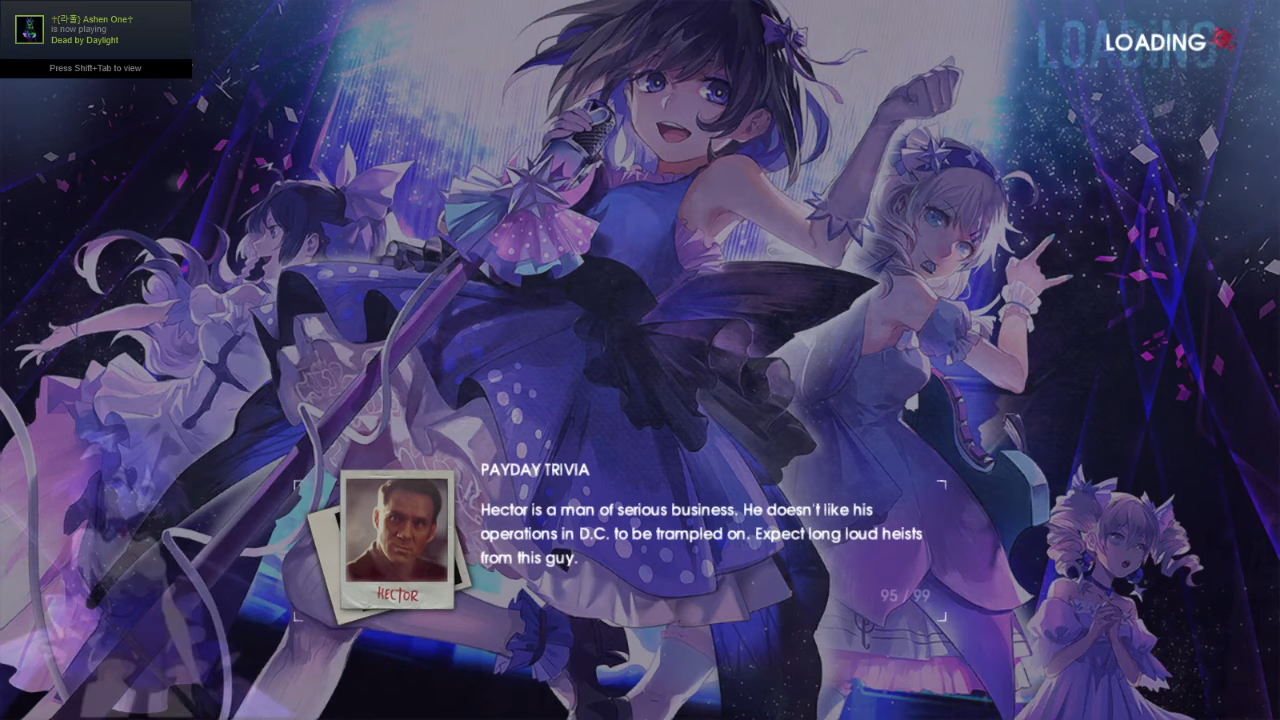 †{라훌} Ashen One†
is now playing
Dead by Daylight
Press Shift+Tab to view
LOADING
LOADING
PAYDAY TRIVIA
Hector is a man of serious business. He doesn't like his
operations in D.C. to be trampled on. Expect long loud heists
from this guy.
HECTOR
95 / 99